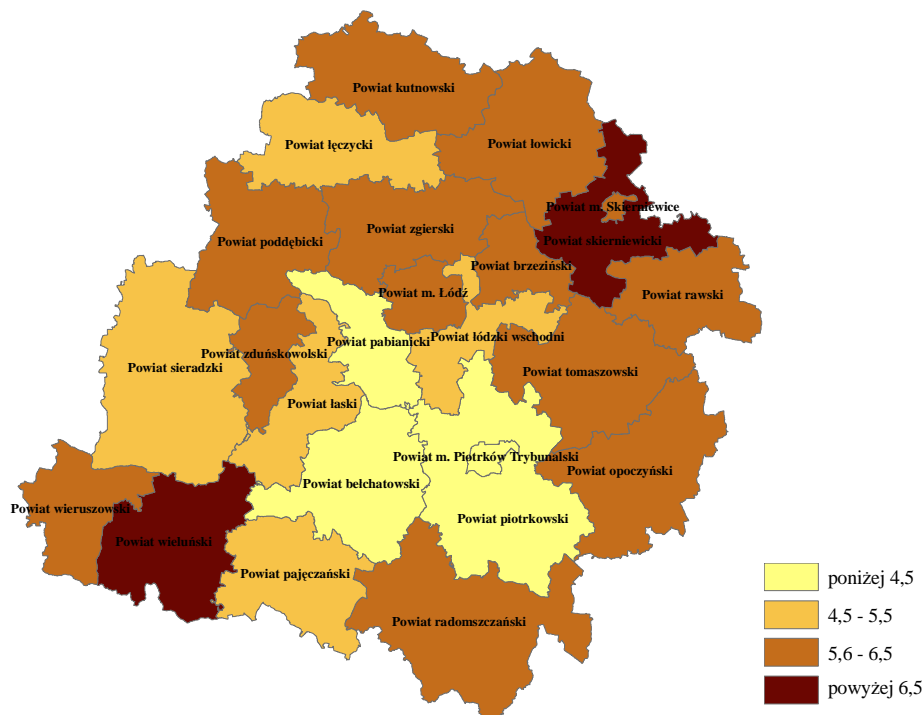 Powiat kutnowski
Powiat łęczycki
Powiat łowicki
Powiat m. Skierniewice
Powiat zgierski
Powiat poddębicki
Powiat skierniewicki
Powiat brzeziński
Powiat m. Łódź
Powiat rawski
Powiat łódzki wschodni
Powiat pabianicki
Powiat zduńskowolski
Powiat sieradzki
Powiat tomaszowski
Powiat łaski
Powiat m. Piotrków Trybunalski
Powiat opoczyński
Powiat bełchatowski
Powiat wieruszowski
Powiat piotrkowski
Powiat wieluński
Powiat pajęczański
Powiat radomszczański
poniżej 4,5
4,5 - 5,5
5,6 - 6,5
powyżej 6,5